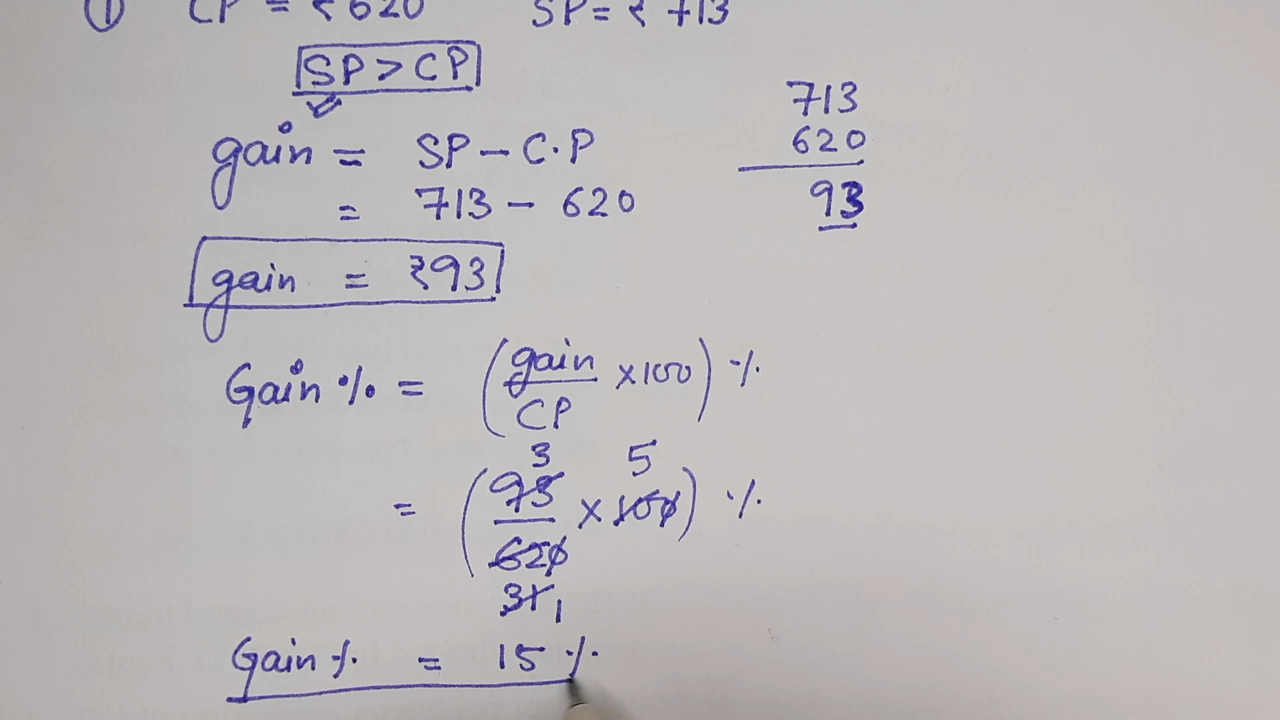 ① CP = ₹620 SP = ₹713
SP > CP
713
620
93
gain = SP - C.P
= 713 - 620
gain = ₹93
Gain % = (gain/CP × 100) %
3 5
= (93/620 × 100) %
31 1
Gain % = 15 %